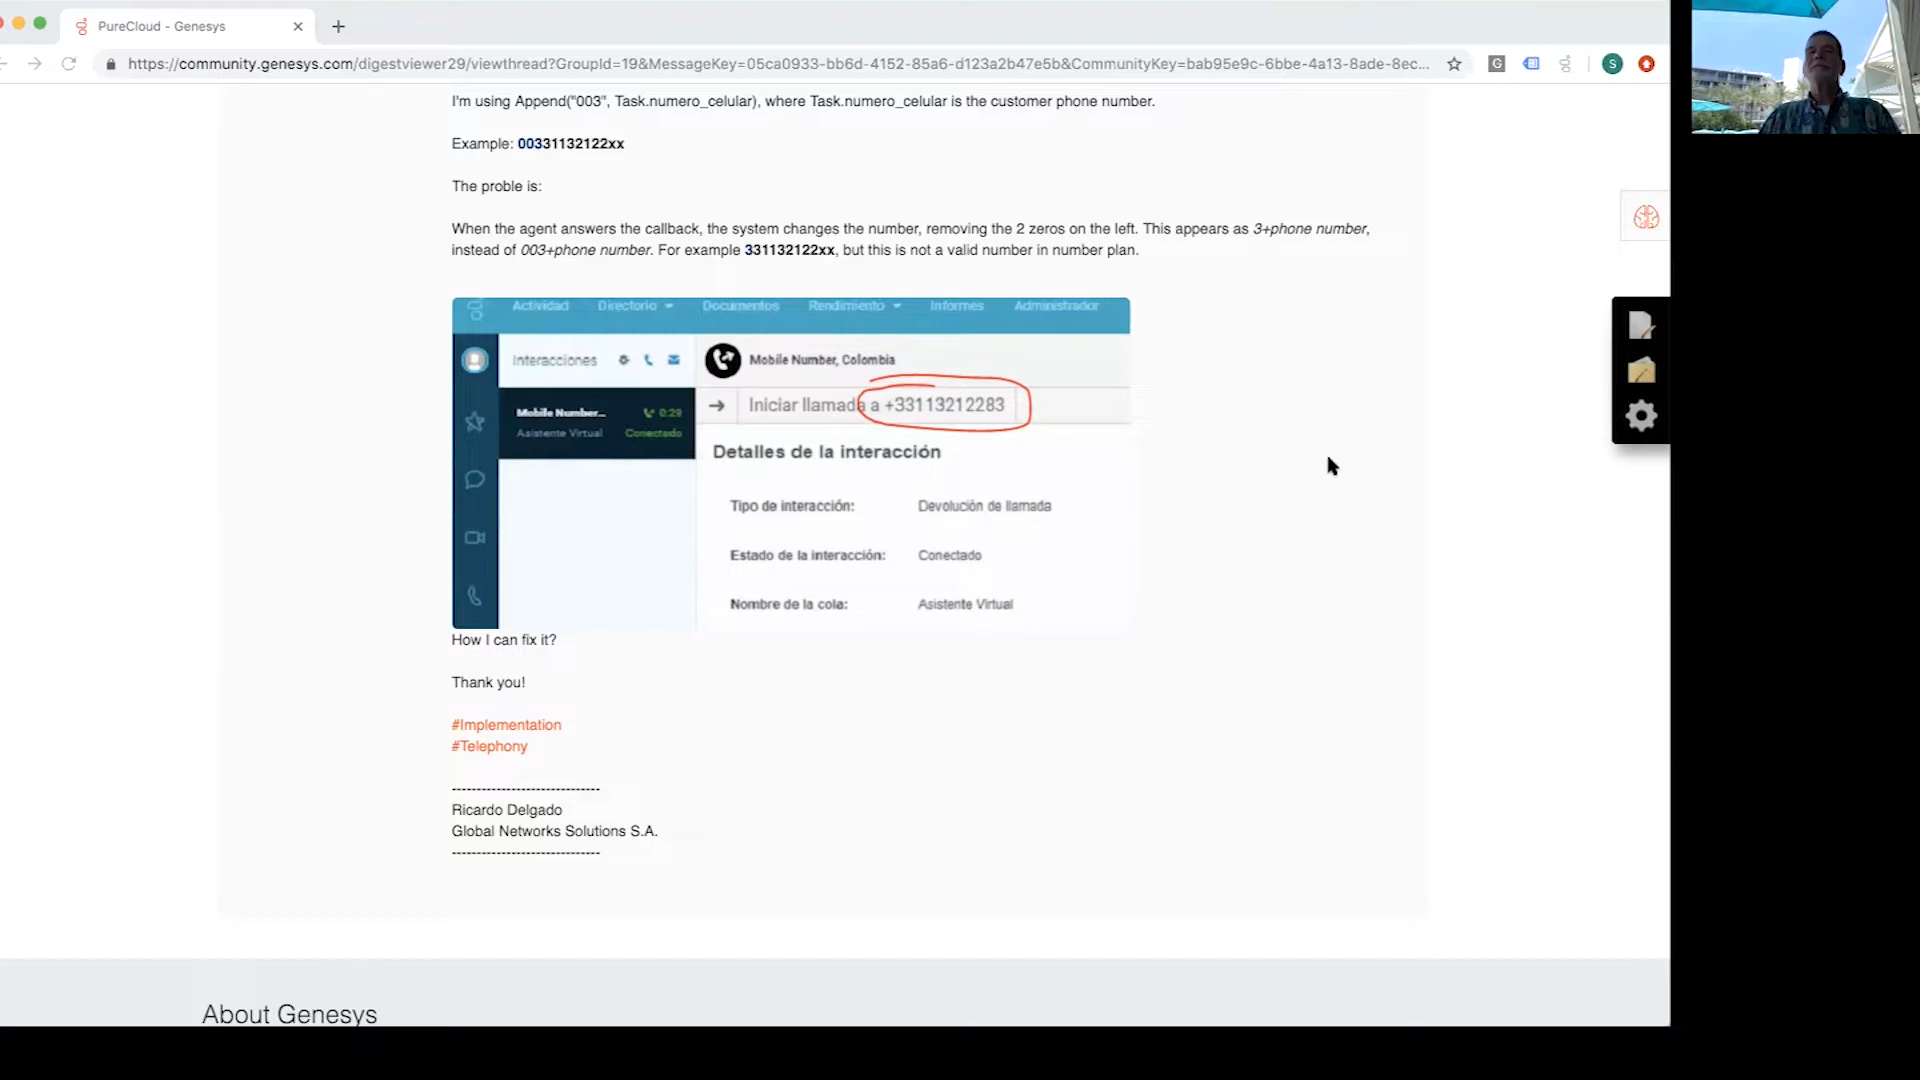 PureCloud - Genesys
https://community.genesys.com/digestviewer29/viewthread?GroupId=19&MessageKey=05ca0933-bb6d-4152-85a6-d123a2b47e5b&CommunityKey=bab95e9c-6bbe-4a13-8ade-8ec...
G
S
I'm using Append("003", Task.numero_celular), where Task.numero_celular is the customer phone number.
Example: 00331132122xx
The proble is:
When the agent answers the callback, the system changes the number, removing the 2 zeros on the left. This appears as 3+phone number,
instead of 003+phone number. For example 331132122xx, but this is not a valid number in number plan.
Actividad Directorio Documentos Rendimiento Informes Administrador
Interacciones
Mobile Number, Colombia
Iniciar llamada a +33113212283
Mobile Number... 0:29
Asistente Virtual Conectado
Detalles de la interacción
Tipo de interacción: Devolución de llamada
Estado de la interacción: Conectado
Nombre de la cola: Asistente Virtual
How I can fix it?
Thank you!
#Implementation
#Telephony
------------------------------
Ricardo Delgado
Global Networks Solutions S.A.
------------------------------
About Genesys